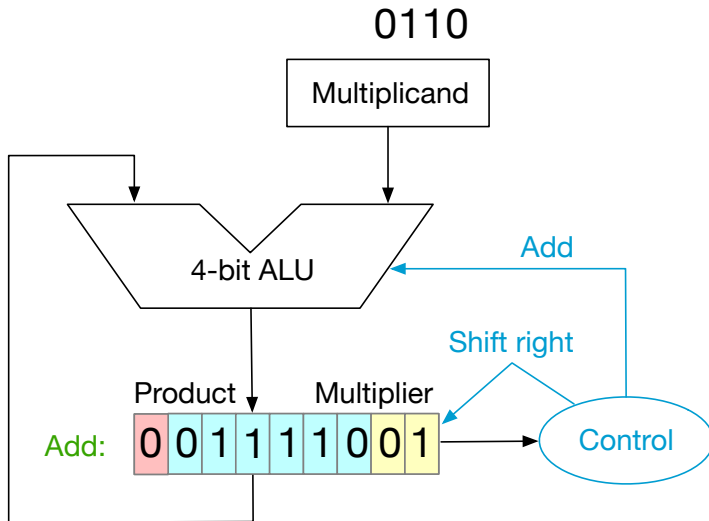 0110
Multiplicand
4-bit ALU
Add
Shift right
Product Multiplier
Add: 0 0 1 1 1 1 0 0 1
Control